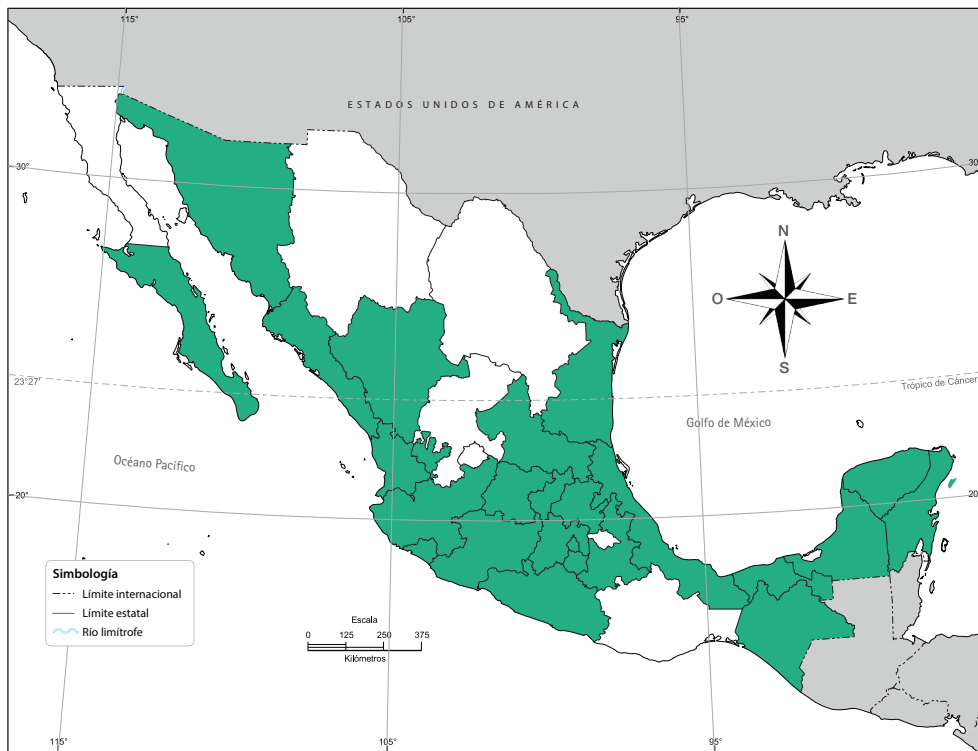 115°
105°
95°
ESTADOS UNIDOS DE AMÉRICA
30°
30°
N
O
E
S
23°27'
Trópico de Cáncer
Golfo de México
Océano Pacífico
20°
20°
Simbología
Límite internacional
Límite estatal
Río limítrofe
Escala
0 125 250 375
Kilómetros
115°
105°
95°